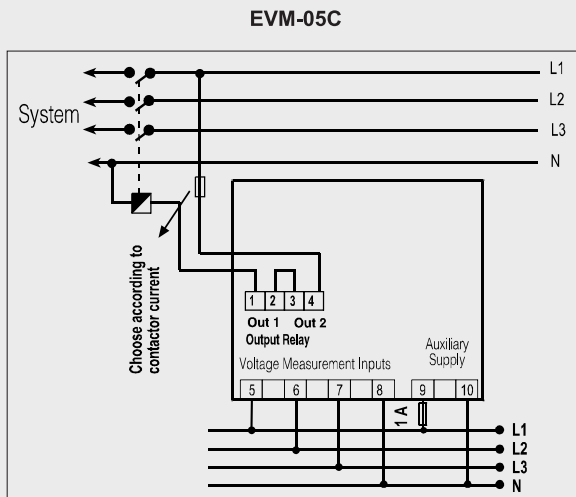 EVM-05C
L1
L2
System
L3
N
Choose according to
contactor current
1 2 3 4
Out 1 Out 2
Output Relay
Auxiliary
Supply
Voltage Measurement Inputs
5 6 7 8 9 10
1 A
L1
L2
L3
N